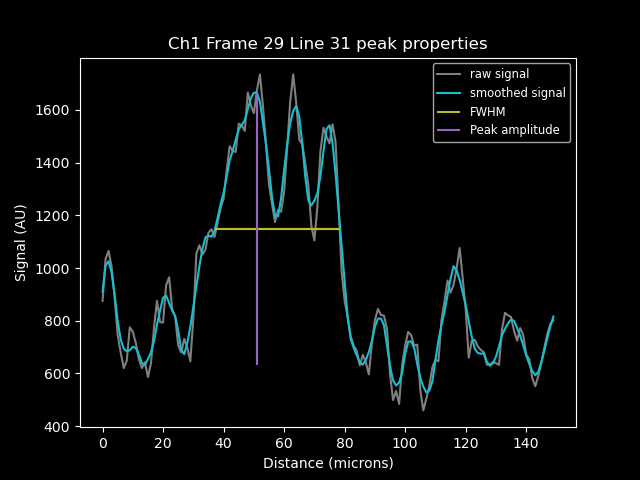 Ch1 Frame 29 Line 31 peak properties
raw signal
smoothed signal
FWHM
Peak amplitude
Signal (AU)
1600
1400
1200
1000
800
600
400
0 20 40 60 80 100 120 140
Distance (microns)